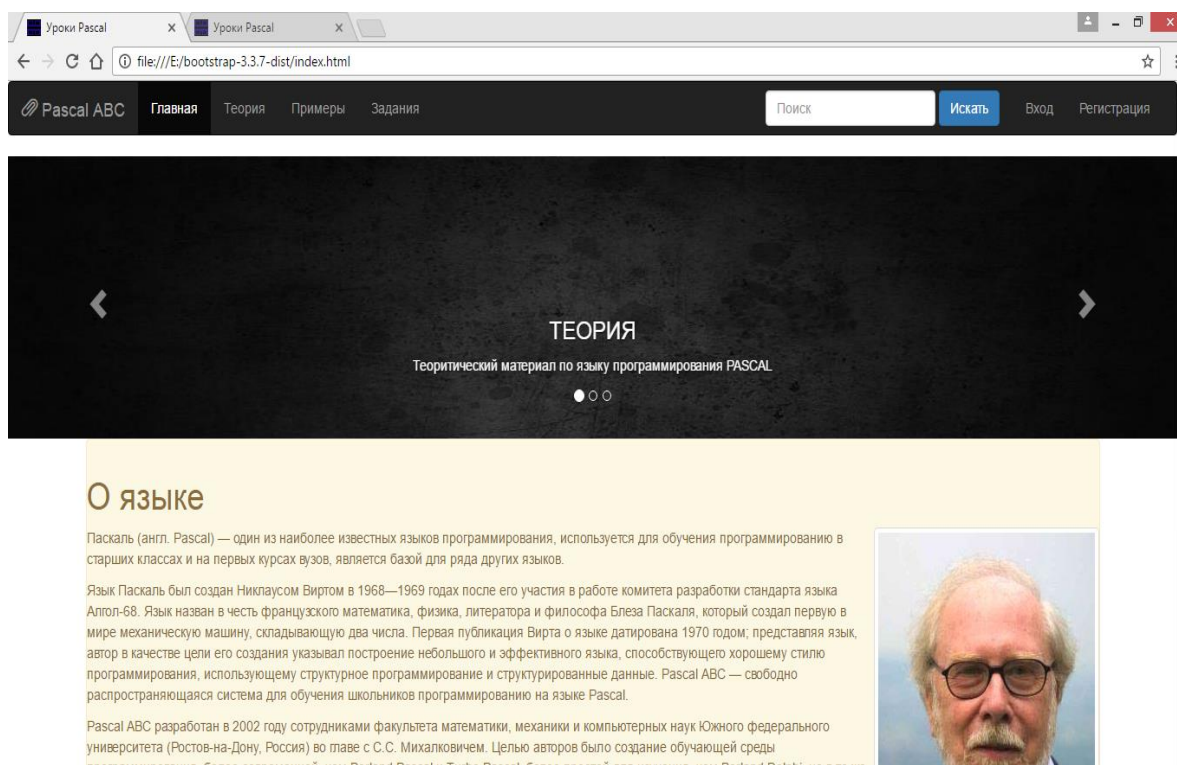 Уроки Pascal
Уроки Pascal
file:///E:/bootstrap-3.3.7-dist/index.html
Pascal ABC Главная Теория Примеры Задания Поиск Искать Вход Регистрация
ТЕОРИЯ
Теоритический материал по языку программирования PASCAL
О языке
Паскаль (англ. Pascal) — один из наиболее известных языков программирования, используется для обучения программированию в
старших классах и на первых курсах вузов, является базой для ряда других языков.
Язык Паскаль был создан Никлаусом Виртом в 1968—1969 годах после его участия в работе комитета разработки стандарта языка
Алгол-68. Язык назван в честь французского математика, физика, литератора и философа Блеза Паскаля, который создал первую в
мире механическую машину, складывающую два числа. Первая публикация Вирта о языке датирована 1970 годом; представляя язык,
автор в качестве цели его создания указывал построение небольшого и эффективного языка, способствующего хорошему стилю
программирования, использующему структурное программирование и структурированные данные. Pascal ABC — свободно
распространяющаяся система для обучения школьников программированию на языке Pascal.
Pascal ABC разработан в 2002 году сотрудниками факультета математики, механики и компьютерных наук Южного федерального
университета (Ростов-на-Дону, Россия) во главе с С.С. Михалковичем. Целью авторов было создание обучающей среды